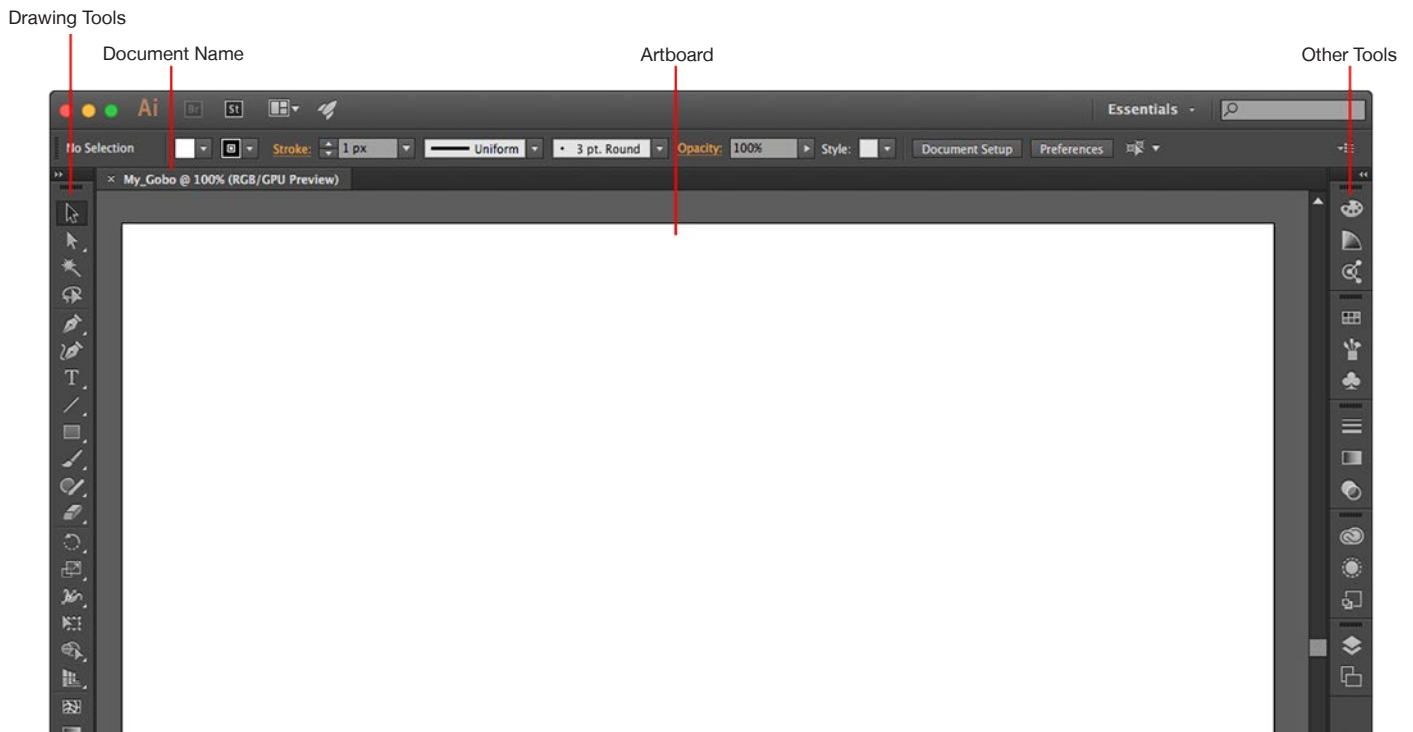 Drawing Tools
Document Name
Artboard
Other Tools
Ai Br St Essentials
No Selection Stroke: 1 px Uniform • 3 pt. Round Opacity: 100% Style: Document Setup Preferences
× My_Gobo @ 100% (RGB/GPU Preview)
T